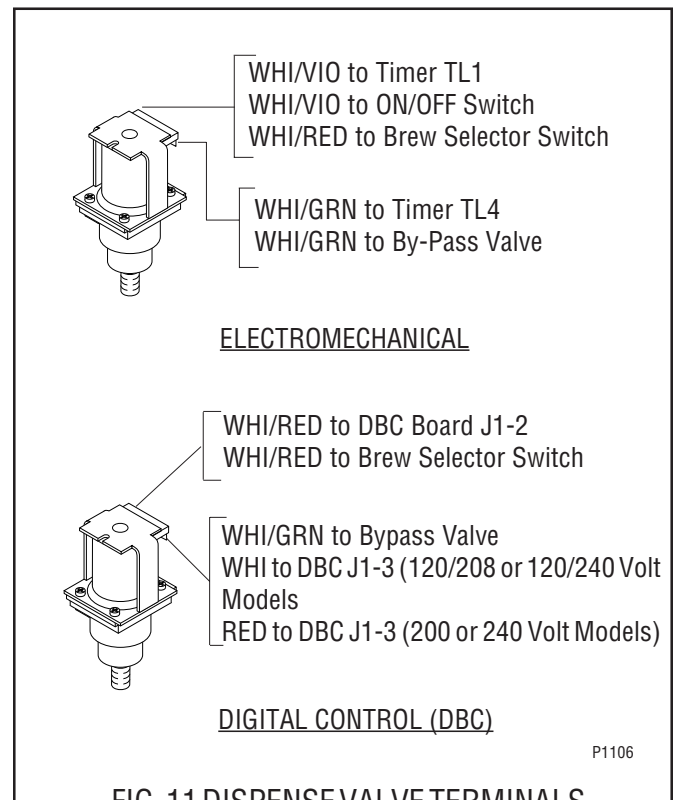 WHI/VIO to Timer TL1
WHI/VIO to ON/OFF Switch
WHI/RED to Brew Selector Switch
WHI/GRN to Timer TL4
WHI/GRN to By-Pass Valve
ELECTROMECHANICAL
WHI/RED to DBC Board J1-2
WHI/RED to Brew Selector Switch
WHI/GRN to Bypass Valve
WHI to DBC J1-3 (120/208 or 120/240 Volt
Models
RED to DBC J1-3 (200 or 240 Volt Models)
DIGITAL CONTROL (DBC)
P1106
FIG. 11 DISPENSE VALVE TERMINALS